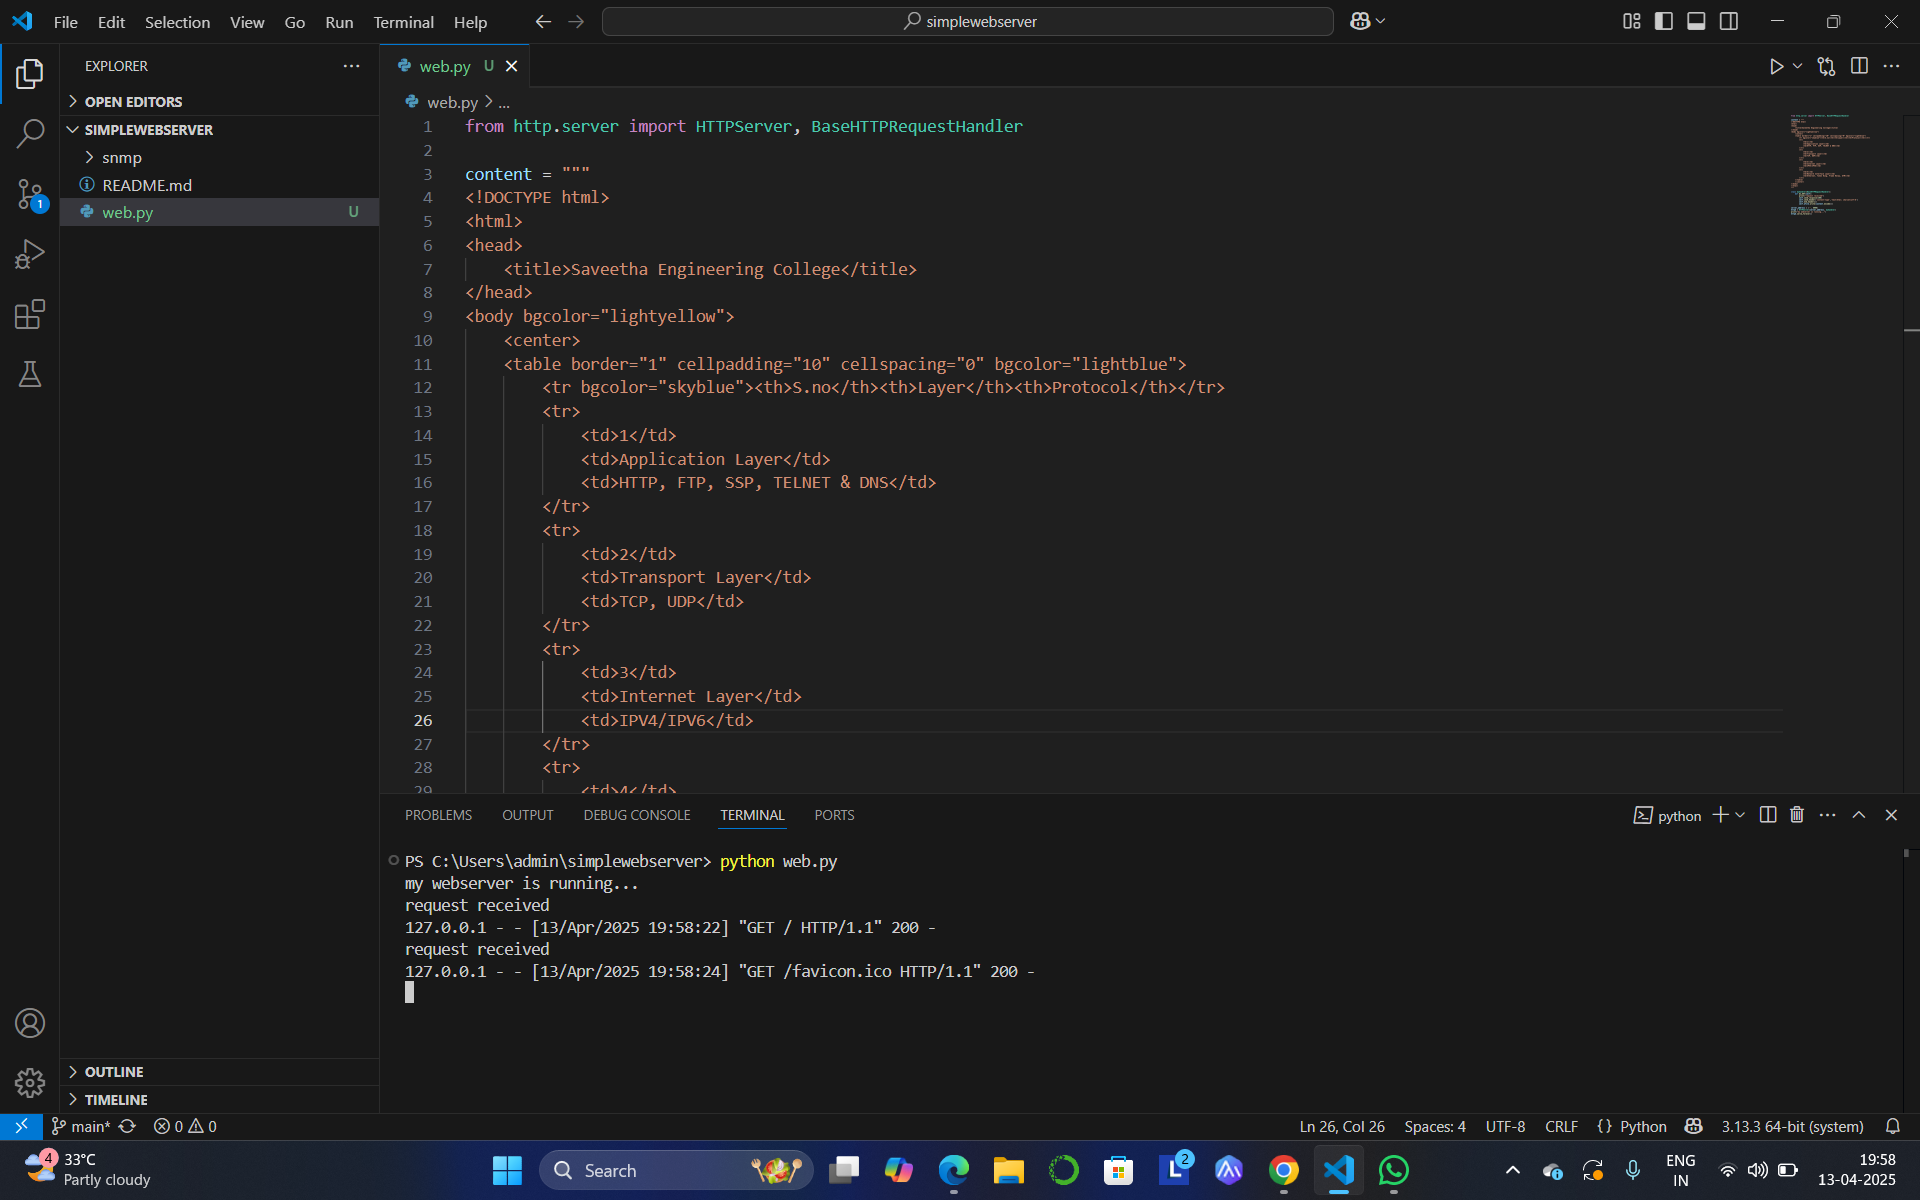 File Edit Selection View Go Run Terminal Help
simplewebserver
EXPLORER
OPEN EDITORS
SIMPLEWEBSERVER
snmp
README.md
web.py U
OUTLINE
TIMELINE
1
web.py U
web.py > ...
1 from http.server import HTTPServer, BaseHTTPRequestHandler
2
3 content = """
4 <!DOCTYPE html>
5 <html>
6 <head>
7 <title>Saveetha Engineering College</title>
8 </head>
9 <body bgcolor="lightyellow">
10 <center>
11 <table border="1" cellpadding="10" cellspacing="0" bgcolor="lightblue">
12 <tr bgcolor="skyblue"><th>S.no</th><th>Layer</th><th>Protocol</th></tr>
13 <tr>
14 <td>1</td>
15 <td>Application Layer</td>
16 <td>HTTP, FTP, SSP, TELNET & DNS</td>
17 </tr>
18 <tr>
19 <td>2</td>
20 <td>Transport Layer</td>
21 <td>TCP, UDP</td>
22 </tr>
23 <tr>
24 <td>3</td>
25 <td>Internet Layer</td>
26 <td>IPV4/IPV6</td>
27 </tr>
28 <tr>
29 <td>4</td>
PROBLEMS OUTPUT DEBUG CONSOLE TERMINAL PORTS
python
PS C:\Users\admin\simplewebserver> python web.py
my webserver is running...
request received
127.0.0.1 - - [13/Apr/2025 19:58:22] "GET / HTTP/1.1" 200 -
request received
127.0.0.1 - - [13/Apr/2025 19:58:24] "GET /favicon.ico HTTP/1.1" 200 -
main* 0 0
Ln 26, Col 26 Spaces: 4 UTF-8 CRLF {} Python 3.13.3 64-bit (system)
4
33°C
Partly cloudy
Search
L
2
ENG
IN
19:58
13-04-2025